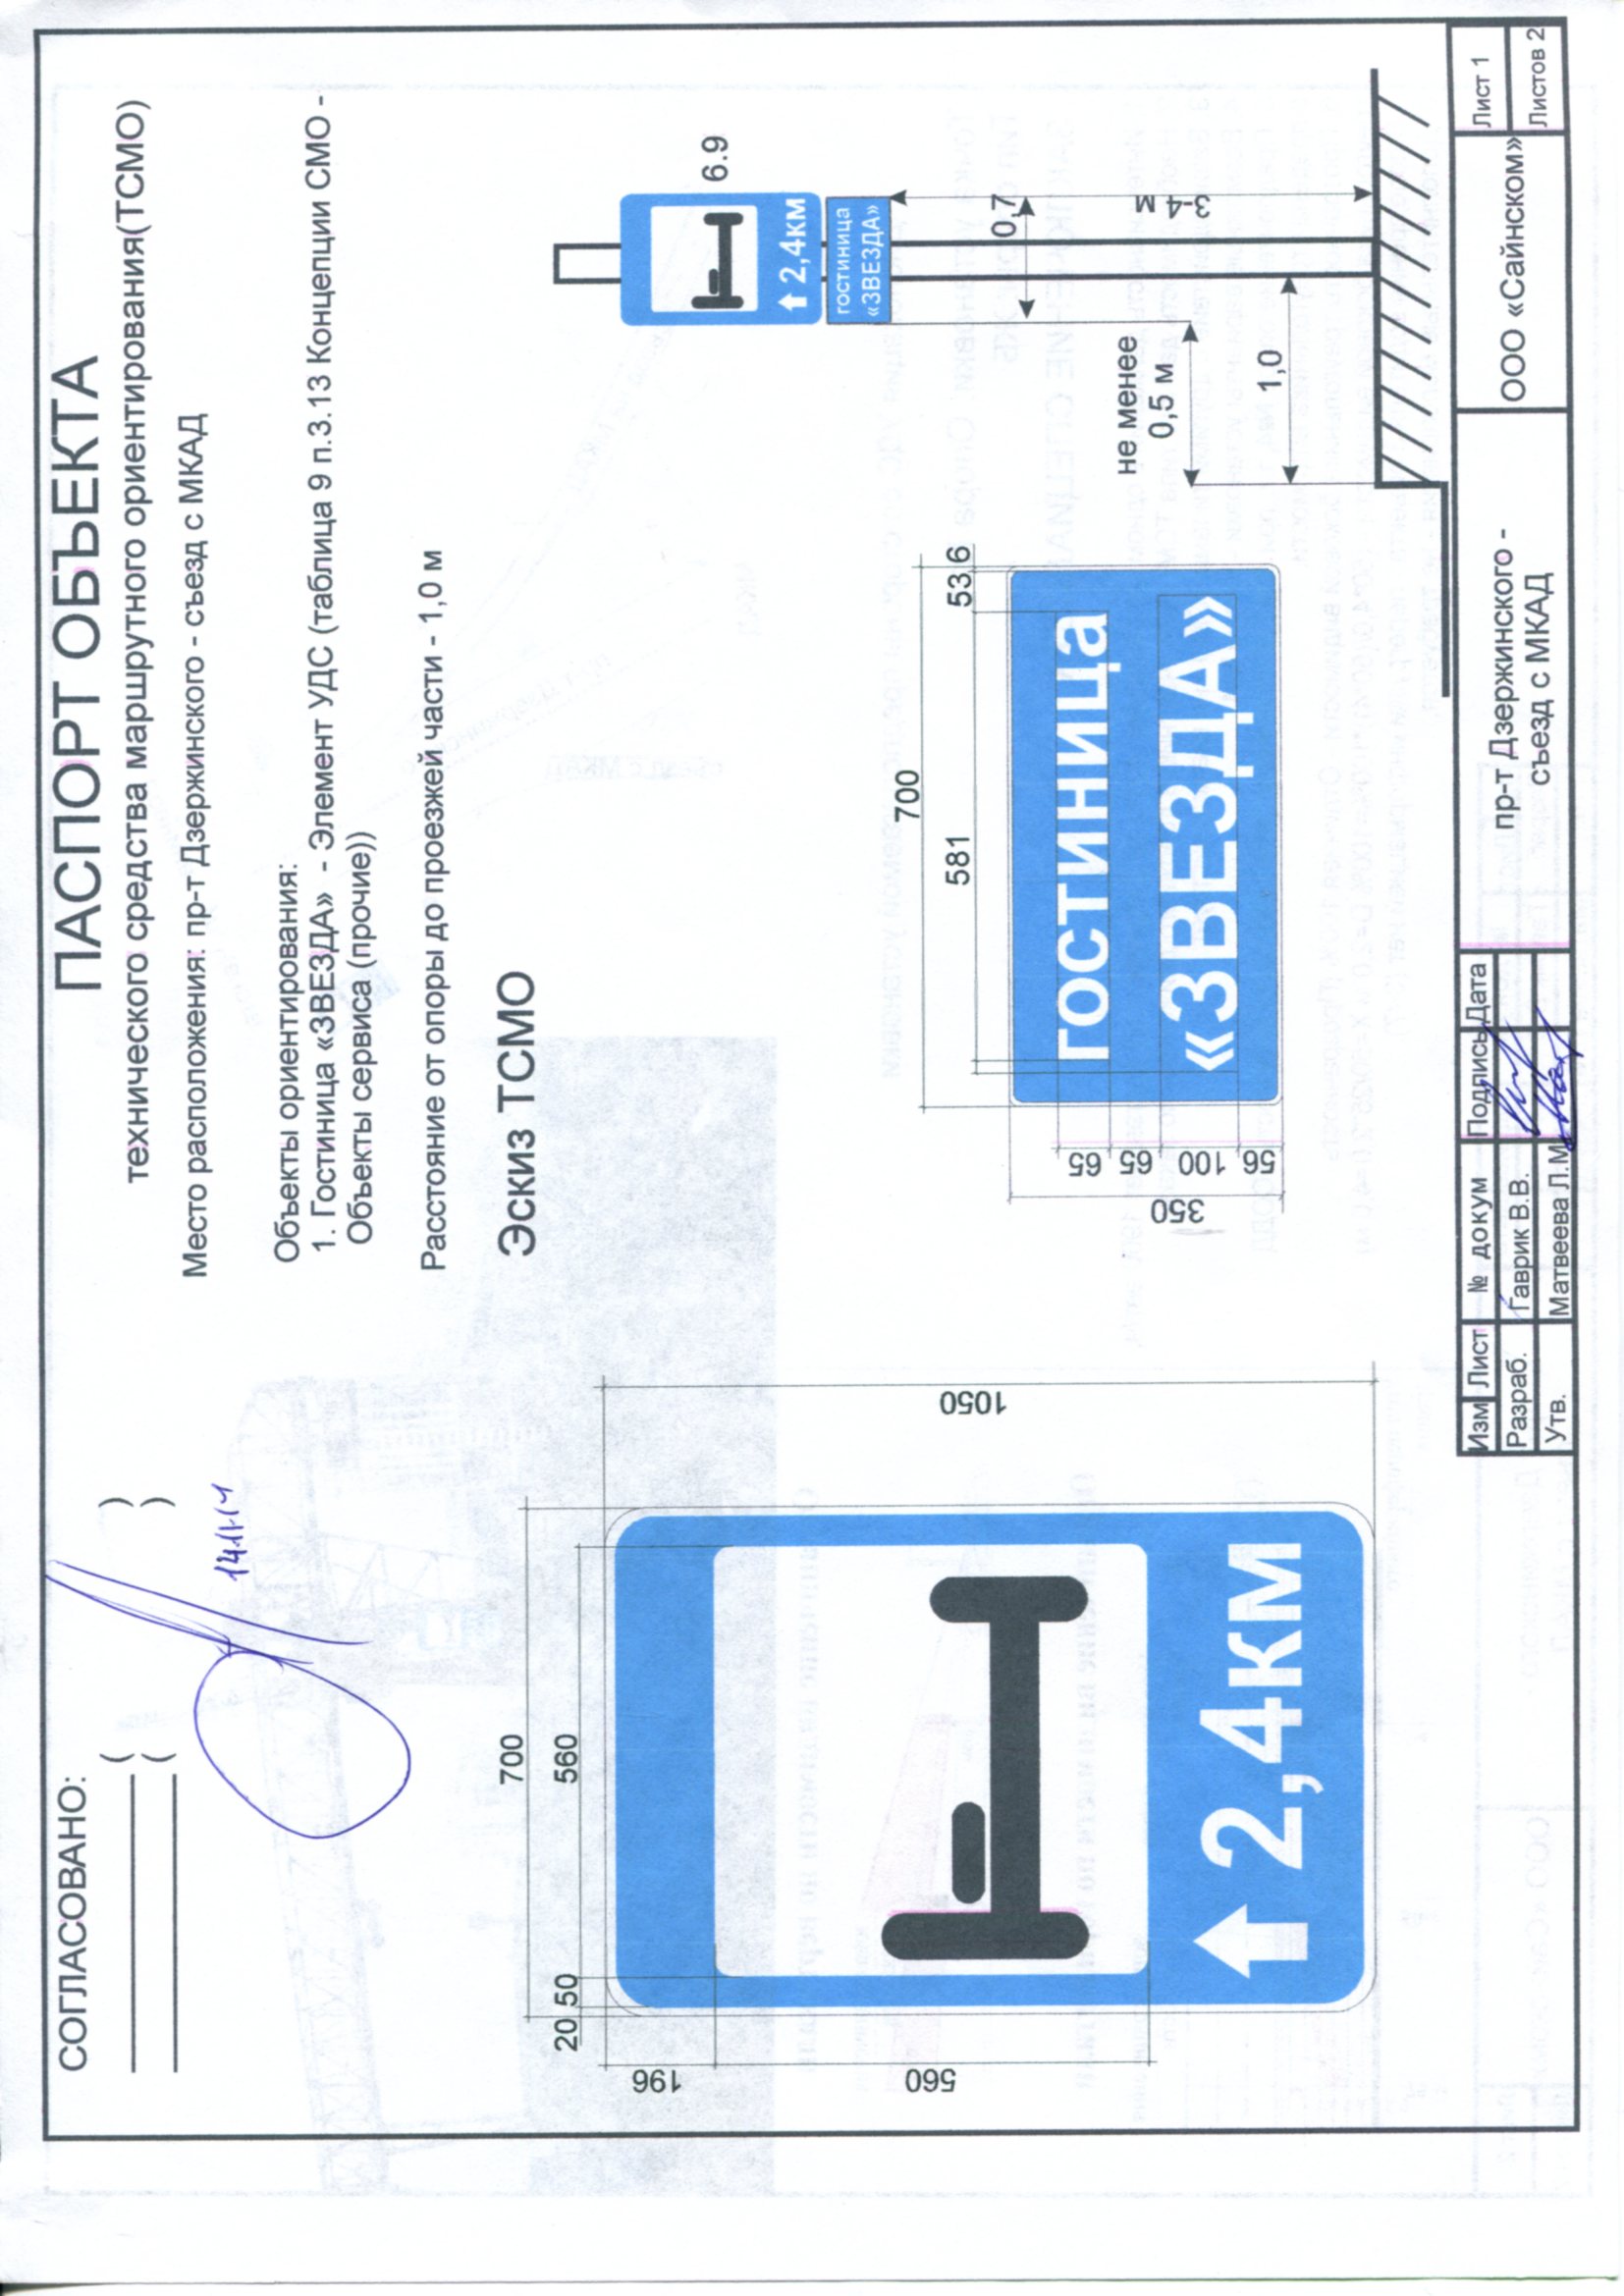 СОГЛАСОВАНО:
( )
( )
14.11.14
ПАСПОРТ ОБЪЕКТА
технического средства маршрутного ориентирования(ТСМО)
Место расположения: пр-т Дзержинского - съезд с МКАД
Объекты ориентирования:
1. Гостиница «ЗВЕЗДА» - Элемент УДС (таблица 9 п.3.13 Концепции СМО -
Объекты сервиса (прочие))
Расстояние от опоры до проезжей части - 1,0 м
Эскиз ТСМО
700
560
20 50
196
560
1050
2,4км
700
581
53,6
гостиница
«ЗВЕЗДА»
65
65
100
56
350
6.9
2,4км
гостиница
«ЗВЕЗДА»
0,7
3-4 м
не менее
0,5 м
1,0
Изм Лист № докум Подпись Дата
Разраб. Гаврик В.В.
Утв. Матвеева Л.М.
пр-т Дзержинского -
съезд с МКАД
ООО «Сайнском»
Лист 1
Листов 2